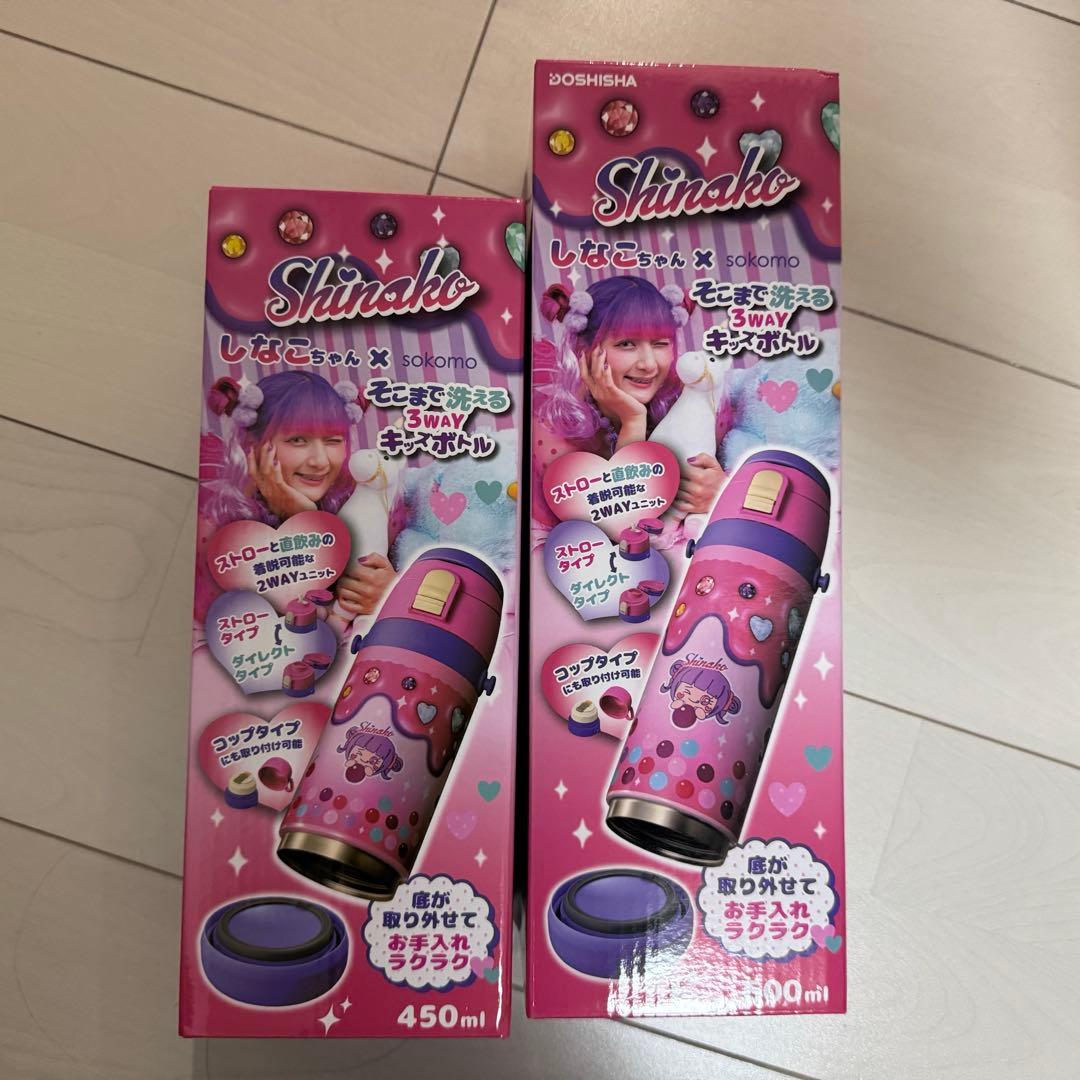 Shinako
しなこちゃん × sokomo
そこまで洗える
3WAY
キッズボトル
ストローと直飲みの
着脱可能な
2WAYユニット
ストロー
タイプ
ダイレクト
タイプ
コップタイプ
にも取り付け可能
Shinako
底が
取り外せて
お手入れ
ラクラク
450ml
DOSHISHA
Shinako
しなこちゃん × sokomo
そこまで洗える
3WAY
キッズボトル
ストローと直飲みの
着脱可能な
2WAYユニット
ストロー
タイプ
ダイレクト
タイプ
コップタイプ
にも取り付け可能
Shinako
底が
取り外せて
お手入れ
ラクラク
00ml